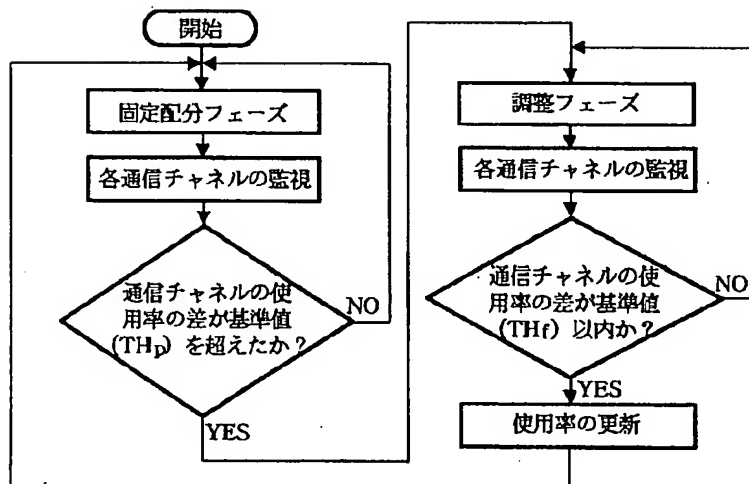 開始
固定配分フェーズ
各通信チャネルの監視
通信チャネルの使
用率の差が基準値
(THp) を超えたか？
NO
YES
調整フェーズ
各通信チャネルの監視
通信チャネルの使
用率の差が基準値
(THf) 以内か？
NO
YES
使用率の更新